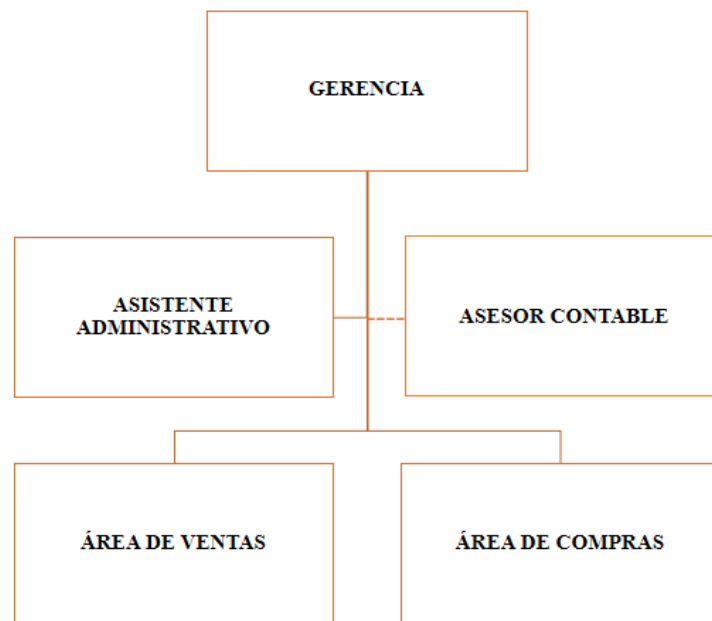 GERENCIA
ASISTENTE
ADMINISTRATIVO
ASESOR CONTABLE
ÁREA DE VENTAS
ÁREA DE COMPRAS